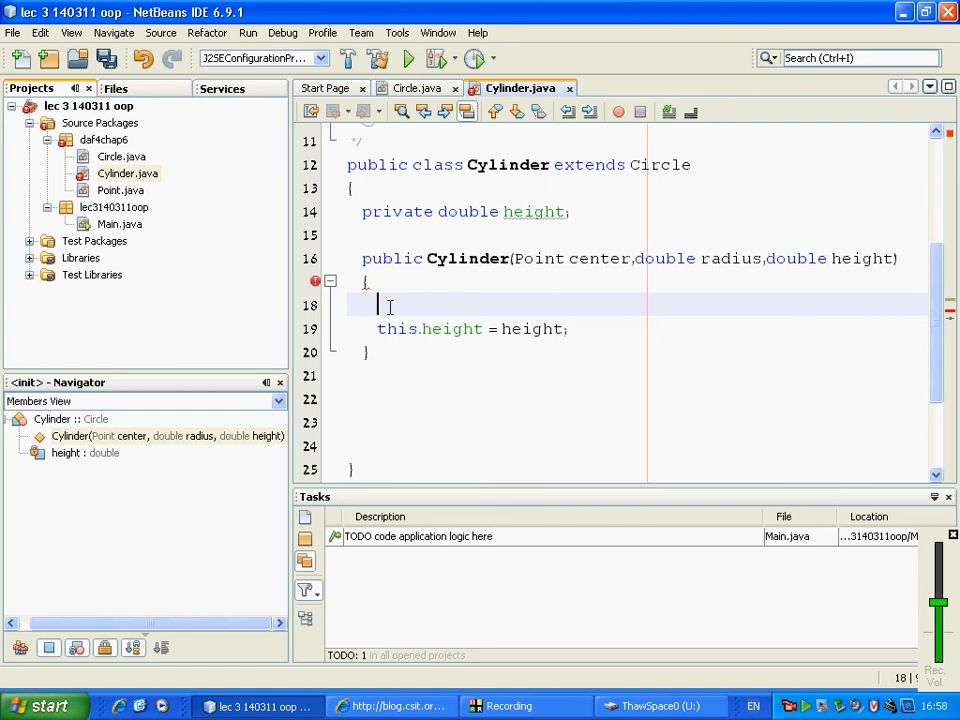 lec 3 140311 oop - NetBeans IDE 6.9.1
File Edit View Navigate Source Refactor Run Debug Profile Team Tools Window Help
J2SEConfigurationPr...
Search (Ctrl+I)
Projects Files Services
Start Page Circle.java Cylinder.java
lec 3 140311 oop
Source Packages
daf4chap6
Circle.java
Cylinder.java
Point.java
lec3140311oop
Main.java
Test Packages
Libraries
Test Libraries
11 */
12 public class Cylinder extends Circle
13 {
14 private double height;
15
16 public Cylinder(Point center,double radius,double height)
{
18
19 this.height = height;
20 }
21
22
23
24
25 }
<init> - Navigator
Members View
Cylinder :: Circle
Cylinder(Point center, double radius, double height)
height : double
Tasks
Description File Location
TODO code application logic here Main.java ...3140311oop/M
TODO: 1 in all opened projects
Rec.
Vol.
start
lec 3 140311 oop ...
http://blog.csit.or...
Recording
ThawSpace0 (U:)
EN
16:58